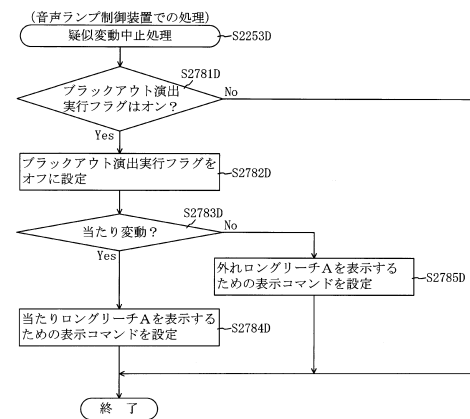 (音声ランプ制御装置での処理)
疑似変動中止処理
S2253D
S2781D
ブラックアウト演出
実行フラグはオン?
No
Yes
ブラックアウト演出実行フラグを
オフに設定
S2782D
S2783D
当たり変動?
No
Yes
外れロングリーチAを表示する
ための表示コマンドを設定
S2785D
当たりロングリーチAを表示する
ための表示コマンドを設定
S2784D
終 了